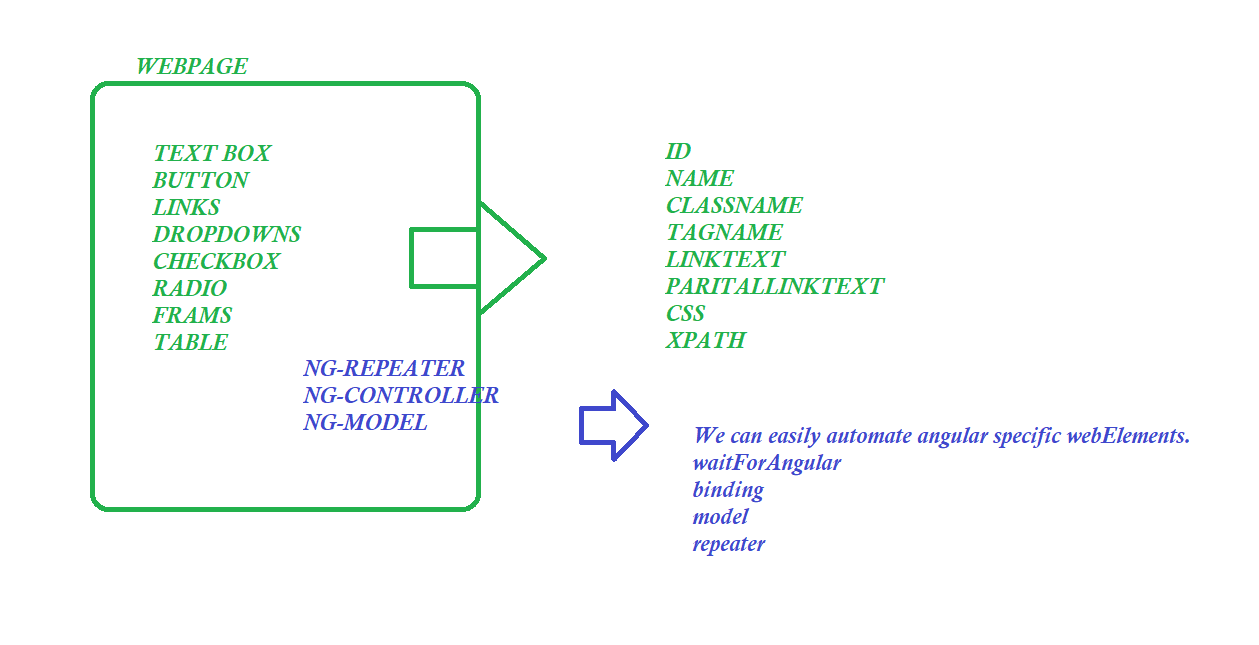 WEBPAGE
TEXT BOX
BUTTON
LINKS
DROPDOWNS
CHECKBOX
RADIO
FRAMS
TABLE
NG-REPEATER
NG-CONTROLLER
NG-MODEL
ID
NAME
CLASSNAME
TAGNAME
LINKTEXT
PARITALLINKTEXT
CSS
XPATH
We can easily automate angular specific webElements.
waitForAngular
binding
model
repeater